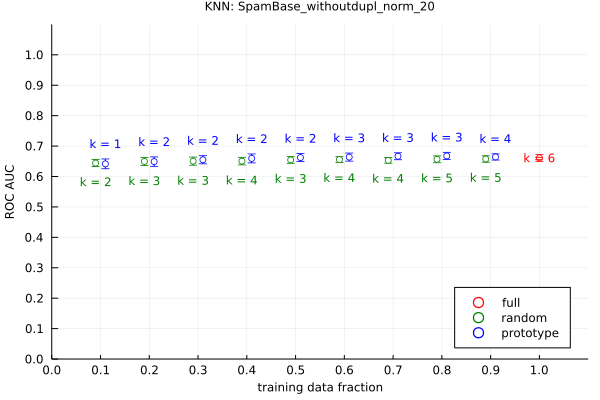 KNN: SpamBase_withoutdupl_norm_20
ROC AUC
1.0
0.9
0.8
0.7
0.6
0.5
0.4
0.3
0.2
0.1
0.0
k = 1 k = 2 k = 2 k = 2 k = 2 k = 3 k = 3 k = 3 k = 4
k = 6
k = 2 k = 3 k = 3 k = 4 k = 3 k = 4 k = 4 k = 5 k = 5
full
random
prototype
0.0 0.1 0.2 0.3 0.4 0.5 0.6 0.7 0.8 0.9 1.0
training data fraction